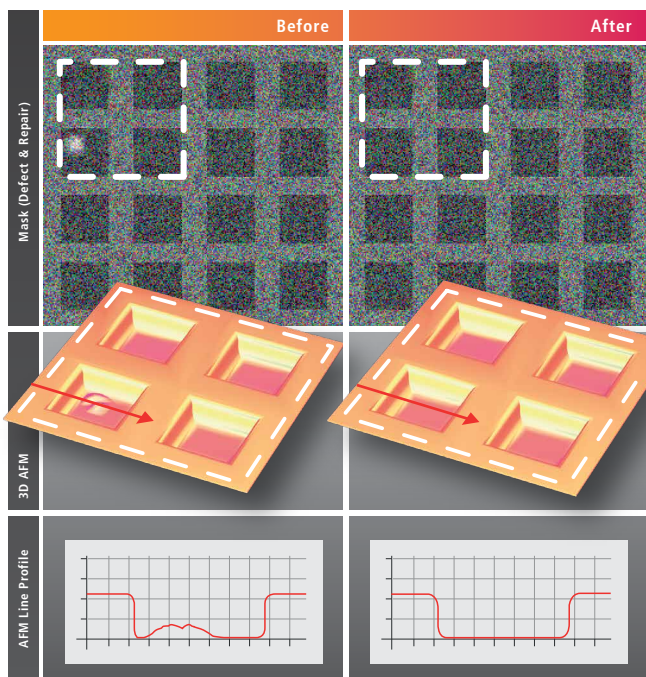 Before
After
Mask (Defect & Repair)
3D AFM
AFM Line Profile